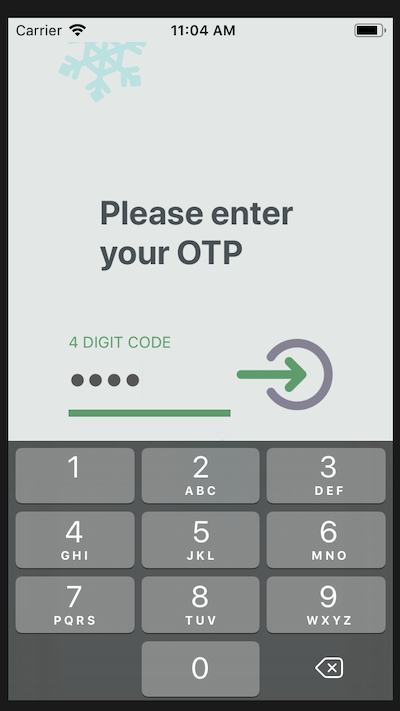 Carrier 11:04 AM
Please enter
your OTP
4 DIGIT CODE
••••
1 2 3
ABC DEF
4 5 6
GHI JKL MNO
7 8 9
PQRS TUV WXYZ
0